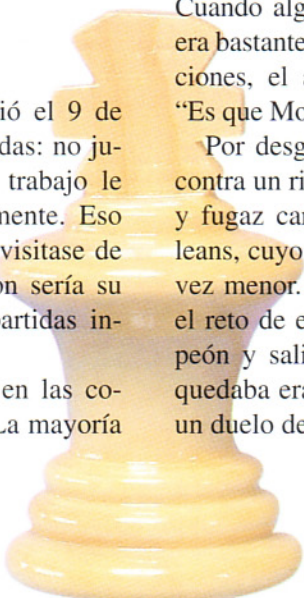 ió el 9 de
das: no ju-
trabajo le
mente. Eso
visitase de
on sería su
artidas in-
en las co-
La mayoría
Cuando alg
era bastante
ciones, el a
“Es que Mo
Por desg
contra un ri
y fugaz car
leans, cuyo
vez menor.
el reto de e
peón y sali
quedaba era
un duelo de